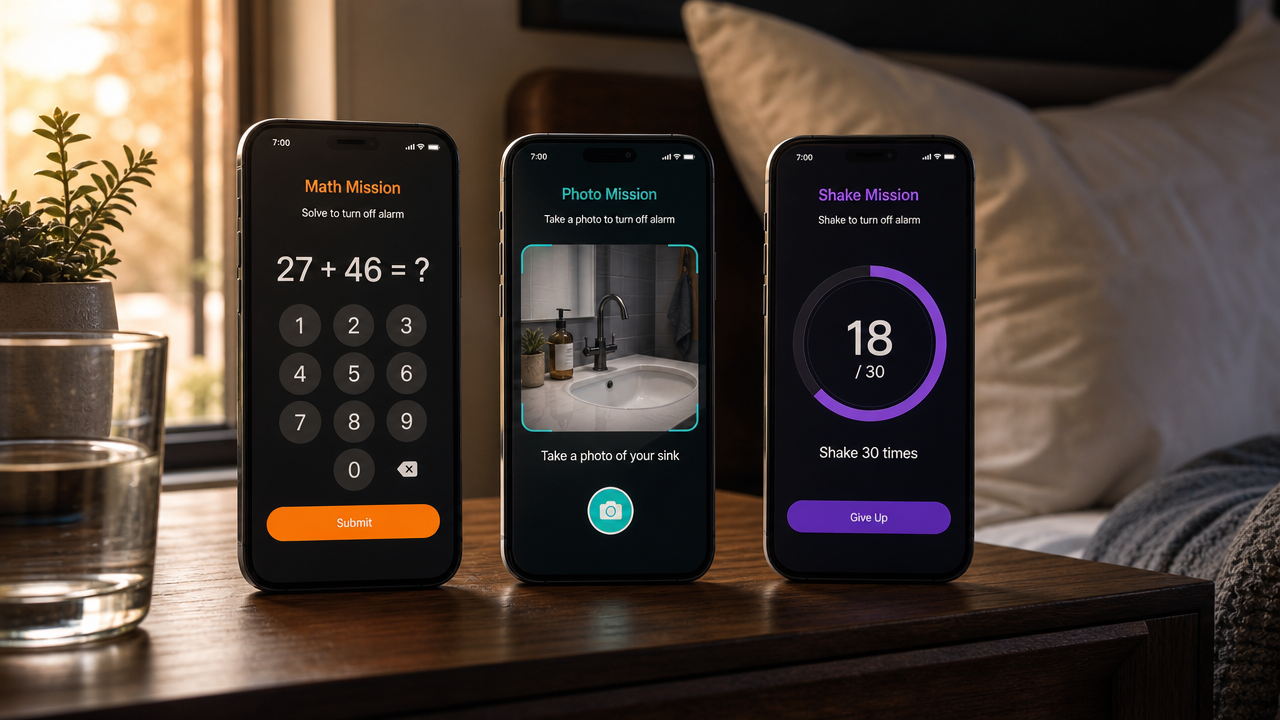 7:00
Math Mission
Solve to turn off alarm
27 + 46 = ?
1 2 3
4 5 6
7 8 9
0
Submit
7:00
Photo Mission
Take a photo to turn off alarm
Take a photo of your sink
7:00
Shake Mission
Shake to turn off alarm
18
/ 30
Shake 30 times
Give Up